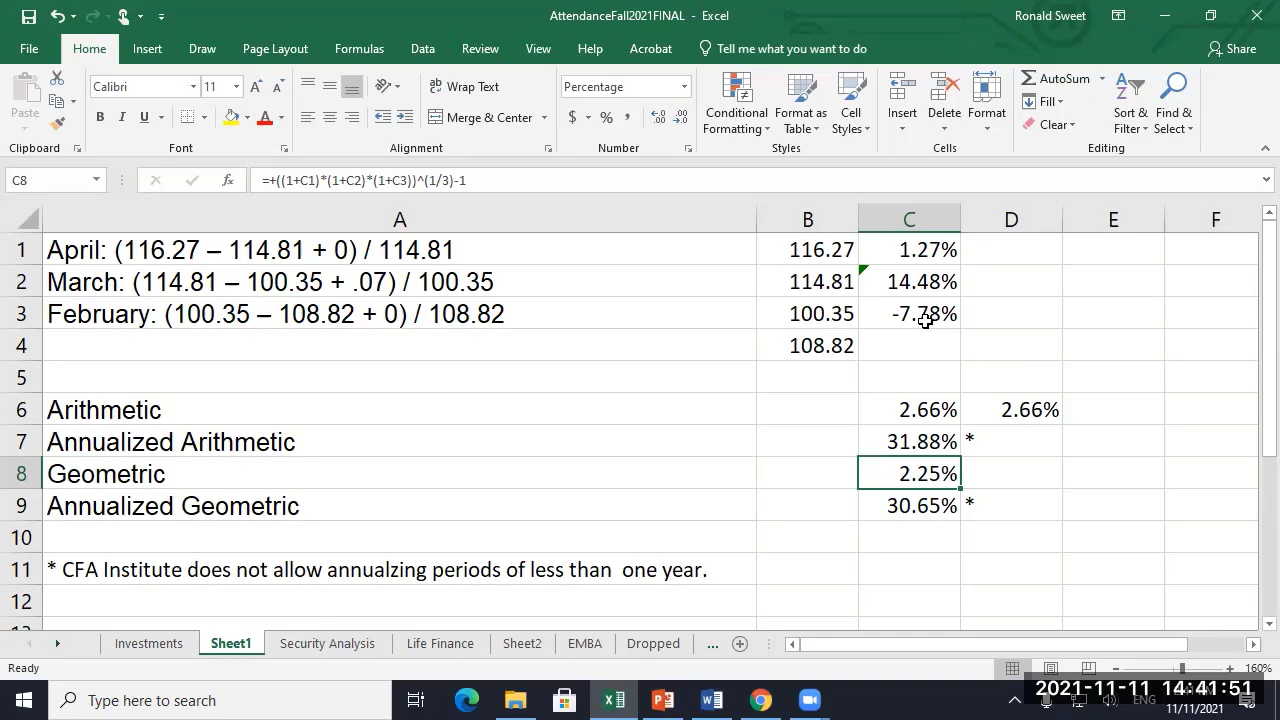 AttendanceFall2021FINAL - Excel
Ronald Sweet
File Home Insert Draw Page Layout Formulas Data Review View Help Acrobat Tell me what you want to do Share
Paste
Calibri 11
B I U
A A
Wrap Text
Merge & Center
Percentage
$ % ,
Conditional Formatting
Format as Table
Cell Styles
Insert Delete Format
AutoSum
Fill
Clear
Sort & Filter
Find & Select
Clipboard Font Alignment Number Styles Cells Editing
C8 fx =+((1+C1)*(1+C2)*(1+C3))^(1/3)-1
A B C D E F
1 April: (116.27 – 114.81 + 0) / 114.81 116.27 1.27%
2 March: (114.81 – 100.35 + .07) / 100.35 114.81 14.48%
3 February: (100.35 – 108.82 + 0) / 108.82 100.35 -7.78%
4 108.82
5
6 Arithmetic 2.66% 2.66%
7 Annualized Arithmetic 31.88% *
8 Geometric 2.25%
9 Annualized Geometric 30.65% *
10
11 * CFA Institute does not allow annualzing periods of less than one year.
12
Investments Sheet1 Security Analysis Life Finance Sheet2 EMBA Dropped ...
Ready 160%
Type here to search
2021-11-11 14:41:51
ENG
11/11/2021